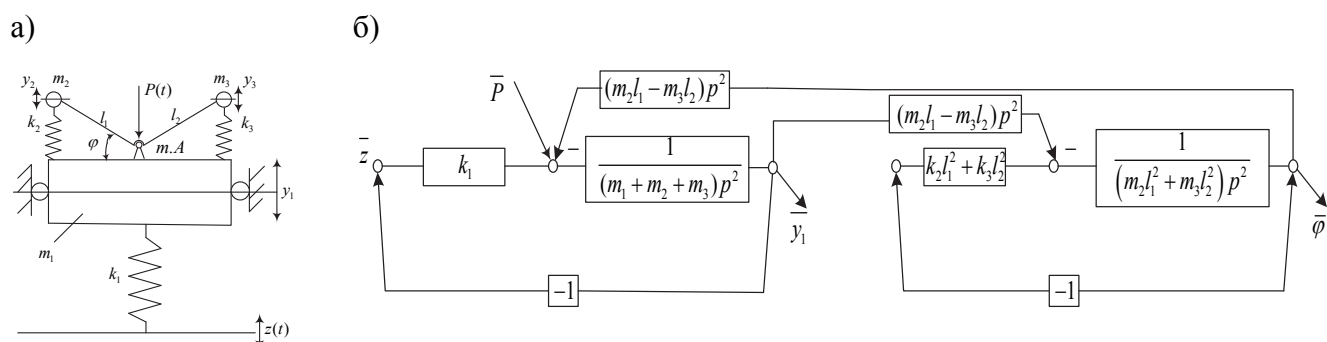 а)
y₂ m₂ P(t) m₃ y₃
l₁ l₂
k₂ φ m.A k₃
y₁
m₁
k₁
z(t)
б)
P̅ (m₂l₁ − m₃l₂)p² (m₂l₁ − m₃l₂)p²
z̅ k₁ − 1/((m₁ + m₂ + m₃)p²) k₂l₁² + k₃l₂² − 1/((m₂l₁² + m₃l₂²)p²)
y̅₁ φ̅
−1 −1